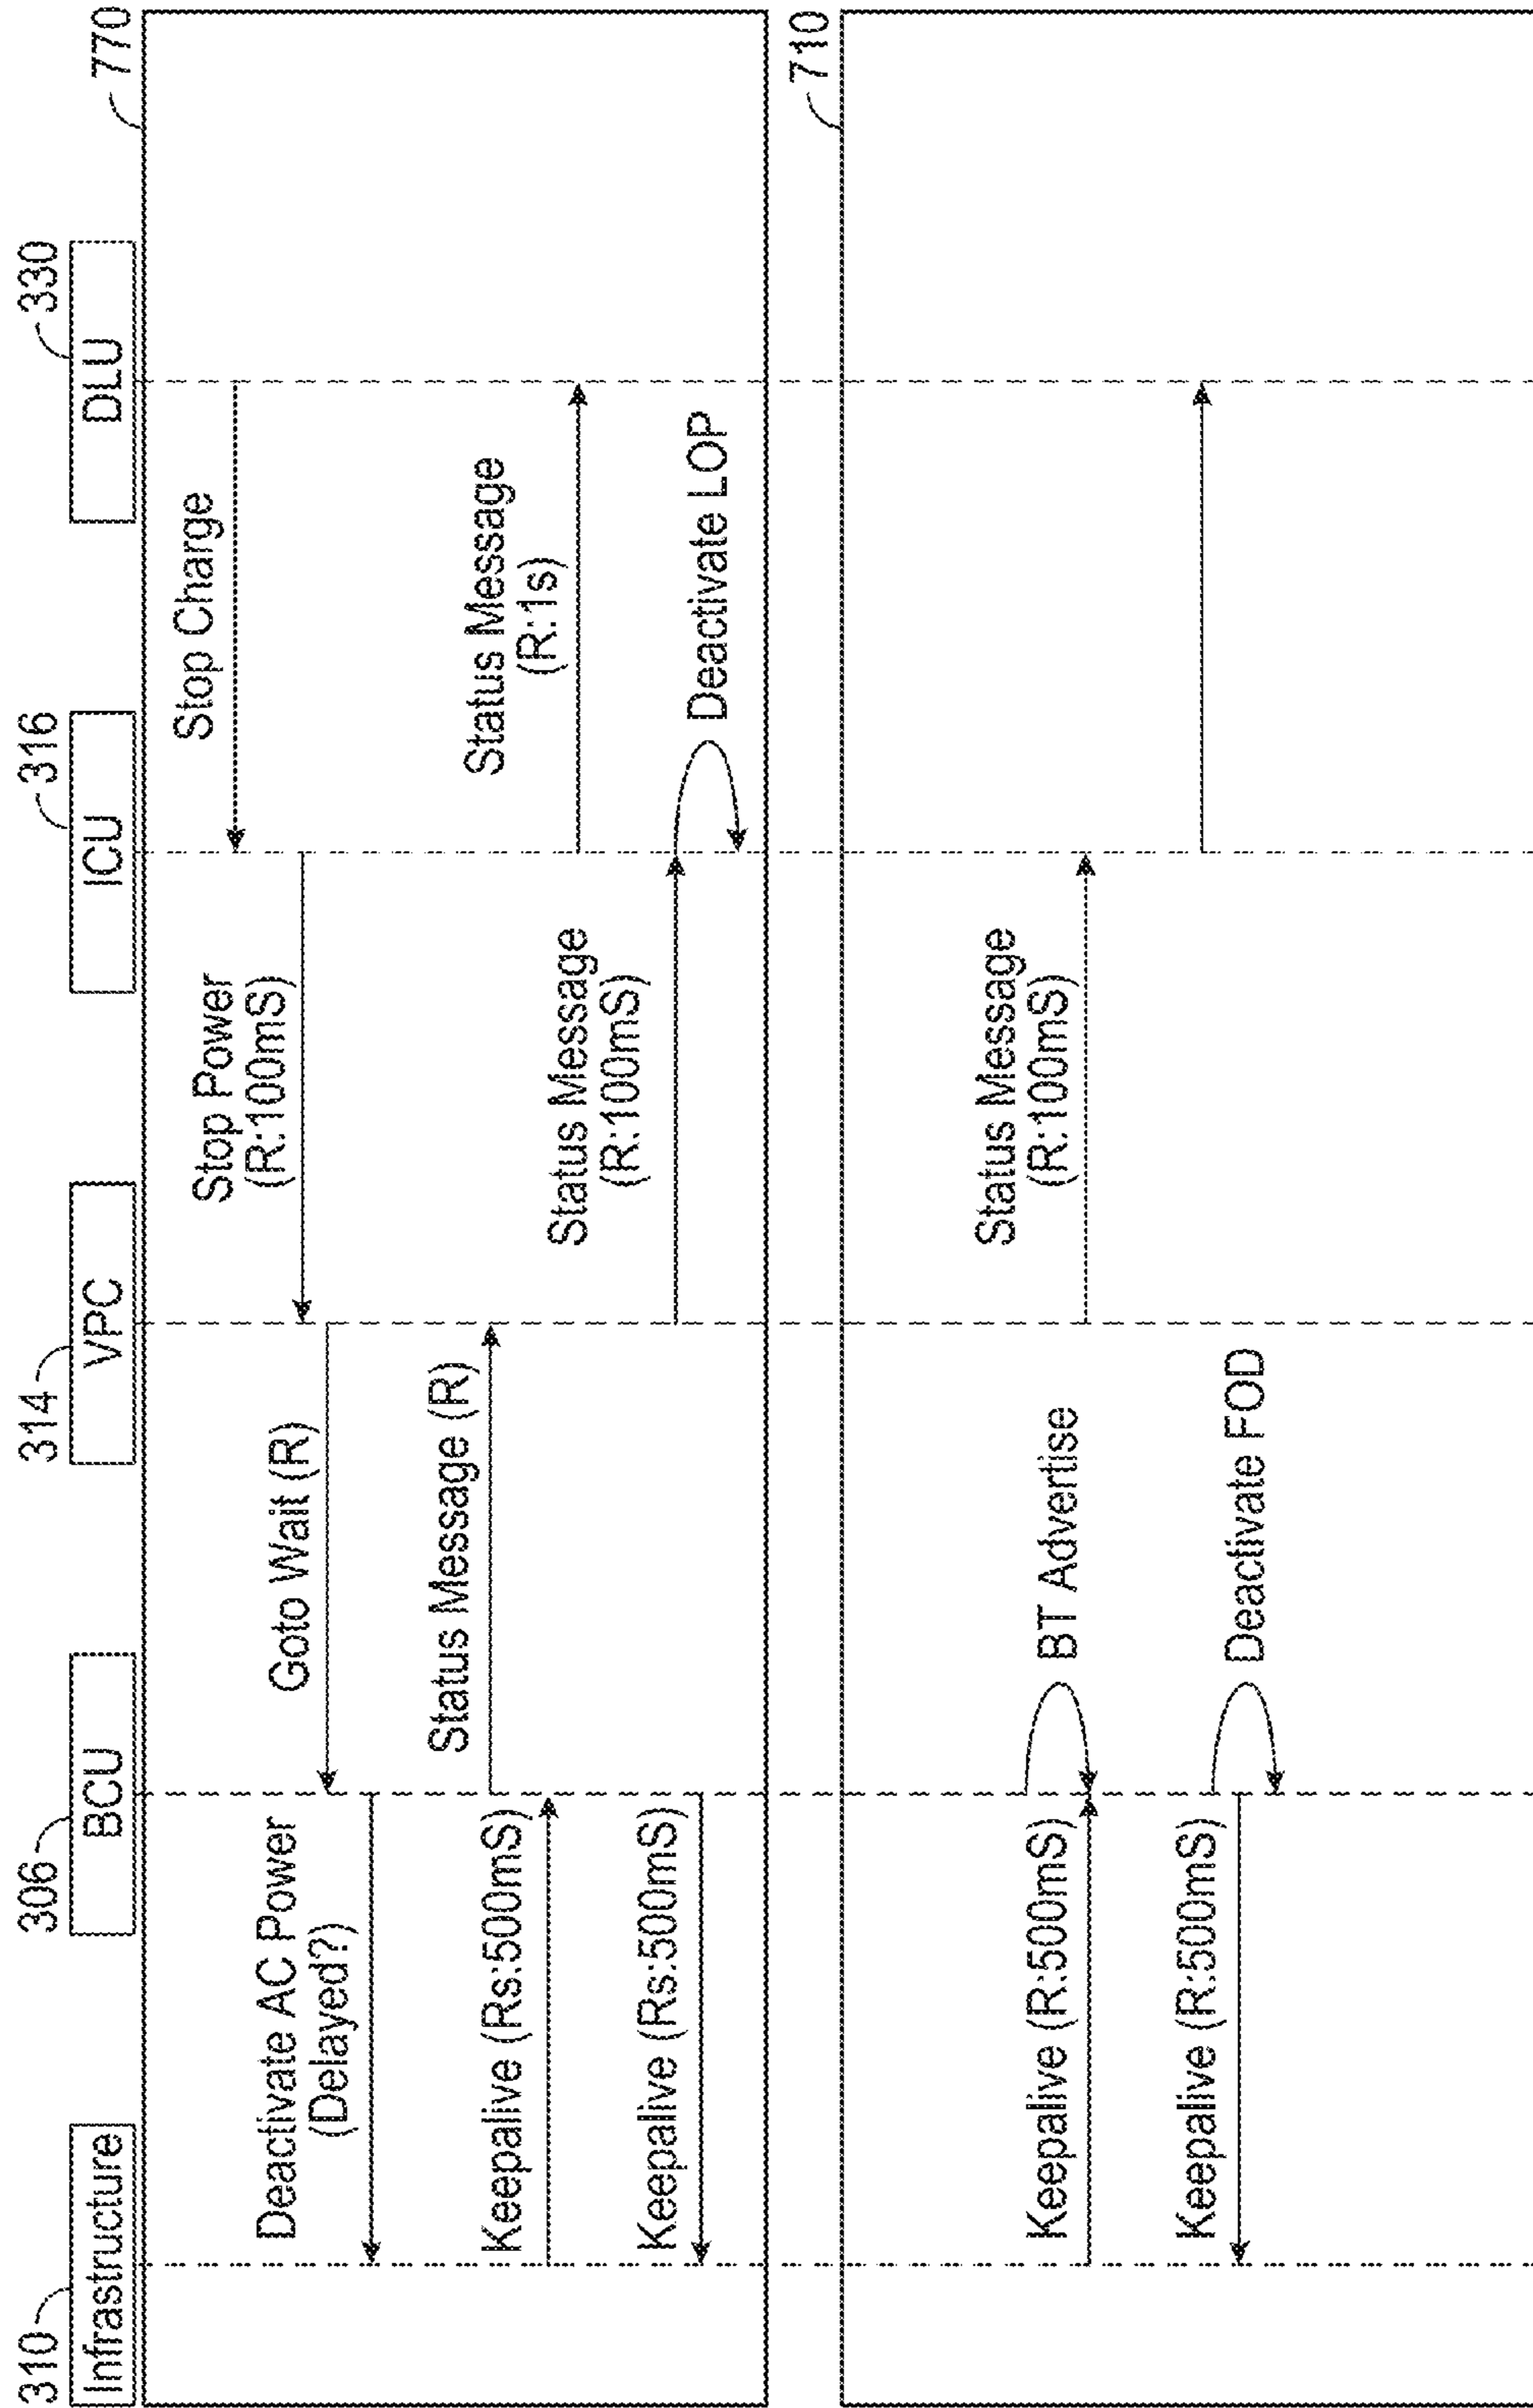 310
306
314
316
330
Infrastructure
BCU
VPC
ICU
DLU
770
Stop Charge
Stop Power
(R:100mS)
Goto Wait (R)
Deactivate AC Power
(Delayed?)
Status Message (R)
Status Message
(R:1s)
Keepalive (Rs:500mS)
Status Message
(R:100mS)
Keepalive (Rs:500mS)
Deactivate LOP
710
Status Message
(R:100mS)
BT Advertise
Keepalive (R:500mS)
Keepalive (R:500mS)
Deactivate FOD